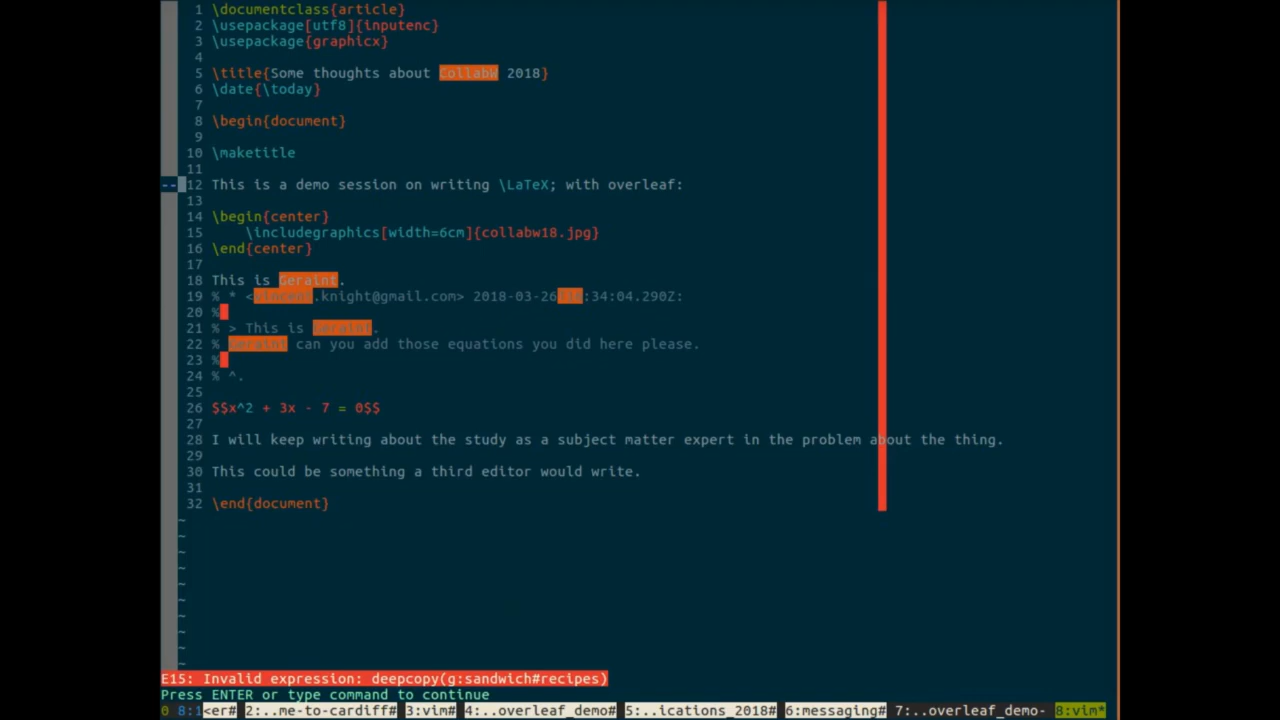 1 \documentclass{article}
2 \usepackage[utf8]{inputenc}
3 \usepackage{graphicx}
4
5 \title{Some thoughts about CollabW 2018}
6 \date{\today}
7
8 \begin{document}
9
10 \maketitle
11
-- 12 This is a demo session on writing \LaTeX; with overleaf:
13
14 \begin{center}
15     \includegraphics[width=6cm]{collabw18.jpg}
16 \end{center}
17
18 This is Geraint.
19 % * <vincent.knight@gmail.com> 2018-03-26T :34:04.290Z:
20 %
21 % > This is Geraint.
22 % Geraint can you add those equations you did here please.
23 %
24 % ^.
25
26 $$x^2 + 3x - 7 = 0$$
27
28 I will keep writing about the study as a subject matter expert in the problem about the thing.
29
30 This could be something a third editor would write.
31
32 \end{document}
~
~
~
~
~
~
~
~
~
~
E15: Invalid expression: deepcopy(g:sandwich#recipes)
Press ENTER or type command to continue
0 8:1 <er# 2:..me-to-cardiff# 3:vim# 4:..overleaf_demo# 5:..ications_2018# 6:messaging# 7:..overleaf_demo- 8:vim*